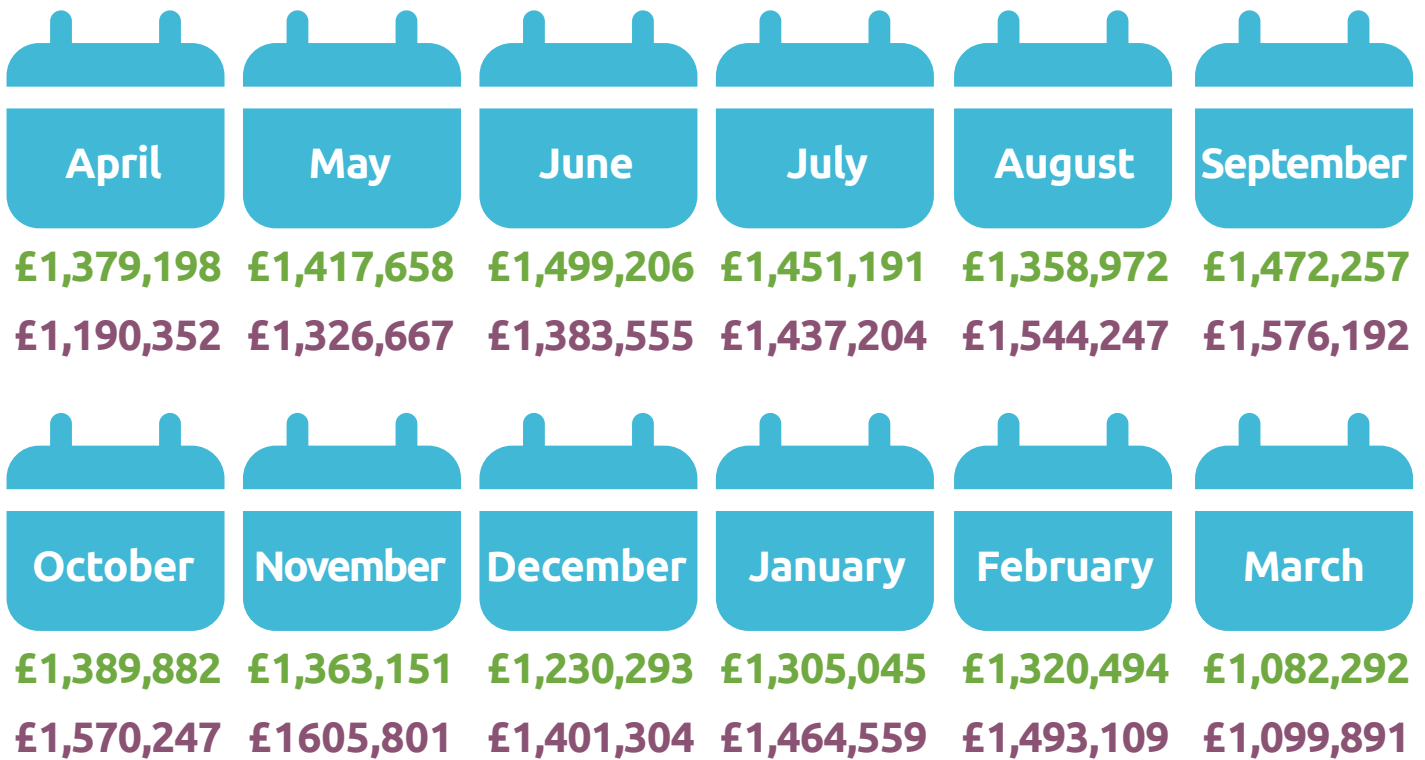 April May June July August September
£1,379,198 £1,417,658 £1,499,206 £1,451,191 £1,358,972 £1,472,257
£1,190,352 £1,326,667 £1,383,555 £1,437,204 £1,544,247 £1,576,192
October November December January February March
£1,389,882 £1,363,151 £1,230,293 £1,305,045 £1,320,494 £1,082,292
£1,570,247 £1605,801 £1,401,304 £1,464,559 £1,493,109 £1,099,891